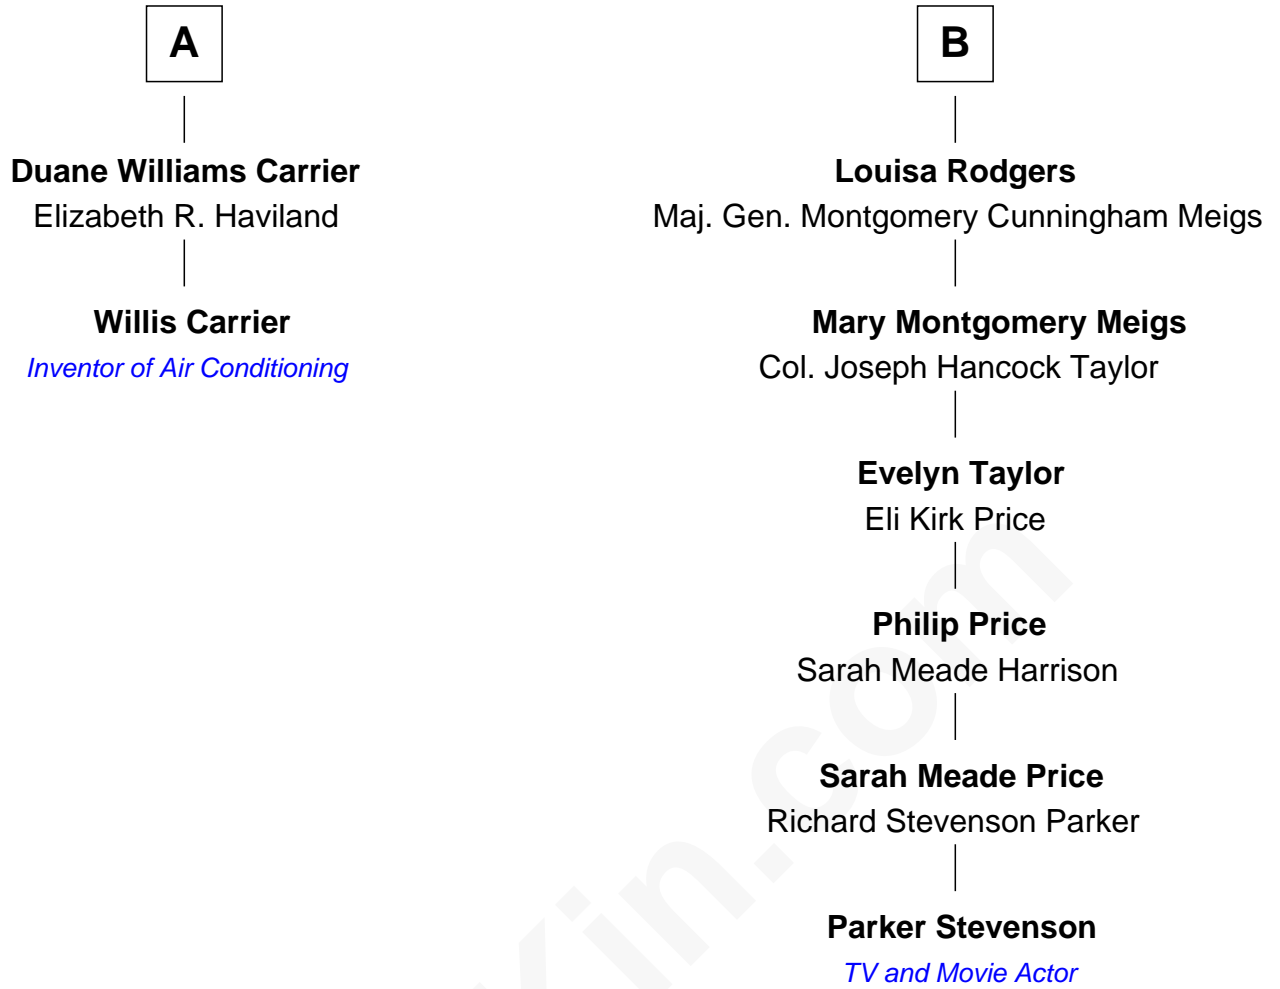 A
Duane Williams Carrier
Elizabeth R. Haviland
Willis Carrier
Inventor of Air Conditioning
B
Louisa Rodgers
Maj. Gen. Montgomery Cunningham Meigs
Mary Montgomery Meigs
Col. Joseph Hancock Taylor
Evelyn Taylor
Eli Kirk Price
Philip Price
Sarah Meade Harrison
Sarah Meade Price
Richard Stevenson Parker
Parker Stevenson
TV and Movie Actor
Kin.com